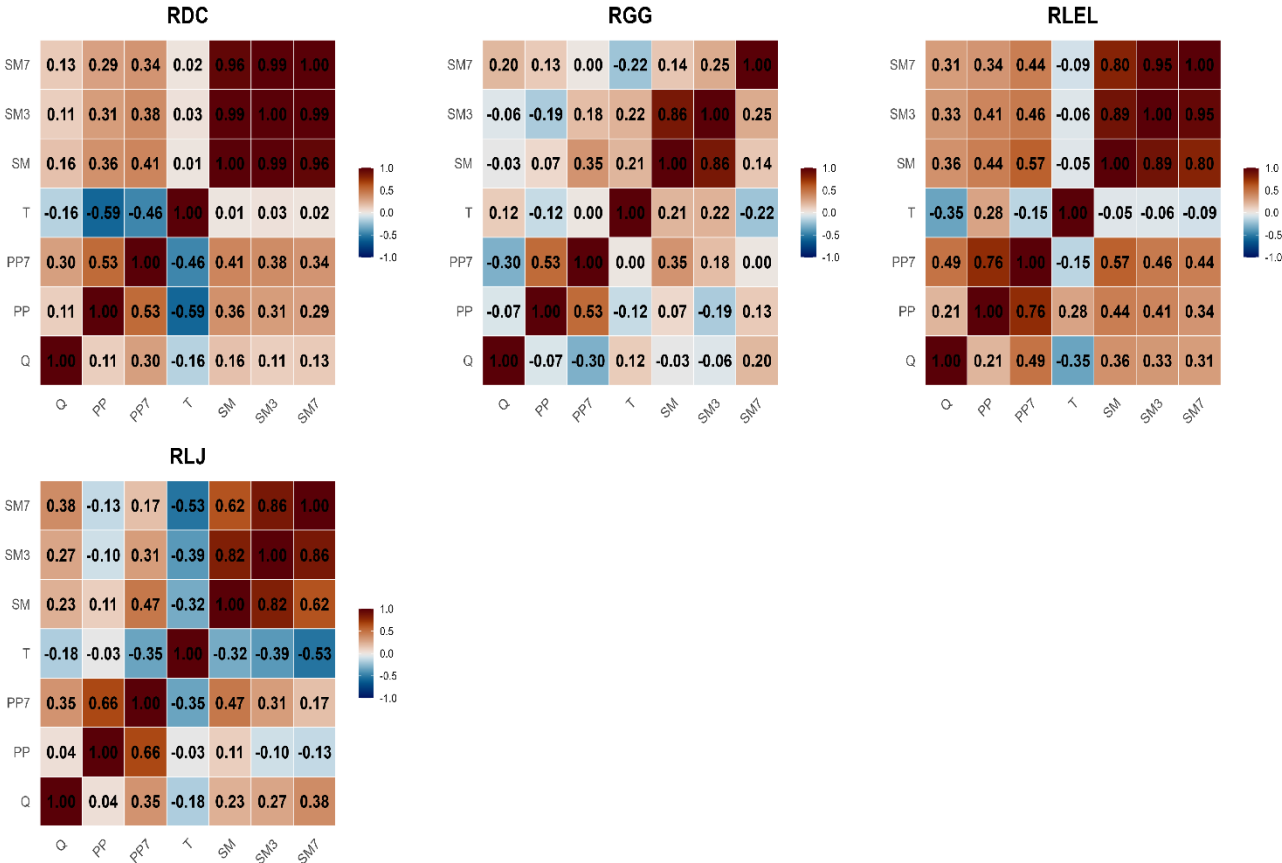 RDC
SM7 0.13 0.29 0.34 0.02 0.96 0.99 1.00
SM3 0.11 0.31 0.38 0.03 0.99 1.00 0.99
SM 0.16 0.36 0.41 0.01 1.00 0.99 0.96
T -0.16 -0.59 -0.46 1.00 0.01 0.03 0.02
PP7 0.30 0.53 1.00 -0.46 0.41 0.38 0.34
PP 0.11 1.00 0.53 -0.59 0.36 0.31 0.29
Q 1.00 0.11 0.30 -0.16 0.16 0.11 0.13
Q PP PP7 T SM SM3 SM7
1.0
0.5
0.0
-0.5
-1.0
RGG
SM7 0.20 0.13 0.00 -0.22 0.14 0.25 1.00
SM3 -0.06 -0.19 0.18 0.22 0.86 1.00 0.25
SM -0.03 0.07 0.35 0.21 1.00 0.86 0.14
T 0.12 -0.12 0.00 1.00 0.21 0.22 -0.22
PP7 -0.30 0.53 1.00 0.00 0.35 0.18 0.00
PP -0.07 1.00 0.53 -0.12 0.07 -0.19 0.13
Q 1.00 -0.07 -0.30 0.12 -0.03 -0.06 0.20
Q PP PP7 T SM SM3 SM7
1.0
0.5
0.0
-0.5
-1.0
RLEL
SM7 0.31 0.34 0.44 -0.09 0.80 0.95 1.00
SM3 0.33 0.41 0.46 -0.06 0.89 1.00 0.95
SM 0.36 0.44 0.57 -0.05 1.00 0.89 0.80
T -0.35 0.28 -0.15 1.00 -0.05 -0.06 -0.09
PP7 0.49 0.76 1.00 -0.15 0.57 0.46 0.44
PP 0.21 1.00 0.76 0.28 0.44 0.41 0.34
Q 1.00 0.21 0.49 -0.35 0.36 0.33 0.31
Q PP PP7 T SM SM3 SM7
1.0
0.5
0.0
-0.5
-1.0
RLJ
SM7 0.38 -0.13 0.17 -0.53 0.62 0.86 1.00
SM3 0.27 -0.10 0.31 -0.39 0.82 1.00 0.86
SM 0.23 0.11 0.47 -0.32 1.00 0.82 0.62
T -0.18 -0.03 -0.35 1.00 -0.32 -0.39 -0.53
PP7 0.35 0.66 1.00 -0.35 0.47 0.31 0.17
PP 0.04 1.00 0.66 -0.03 0.11 -0.10 -0.13
Q 1.00 0.04 0.35 -0.18 0.23 0.27 0.38
Q PP PP7 T SM SM3 SM7
1.0
0.5
0.0
-0.5
-1.0